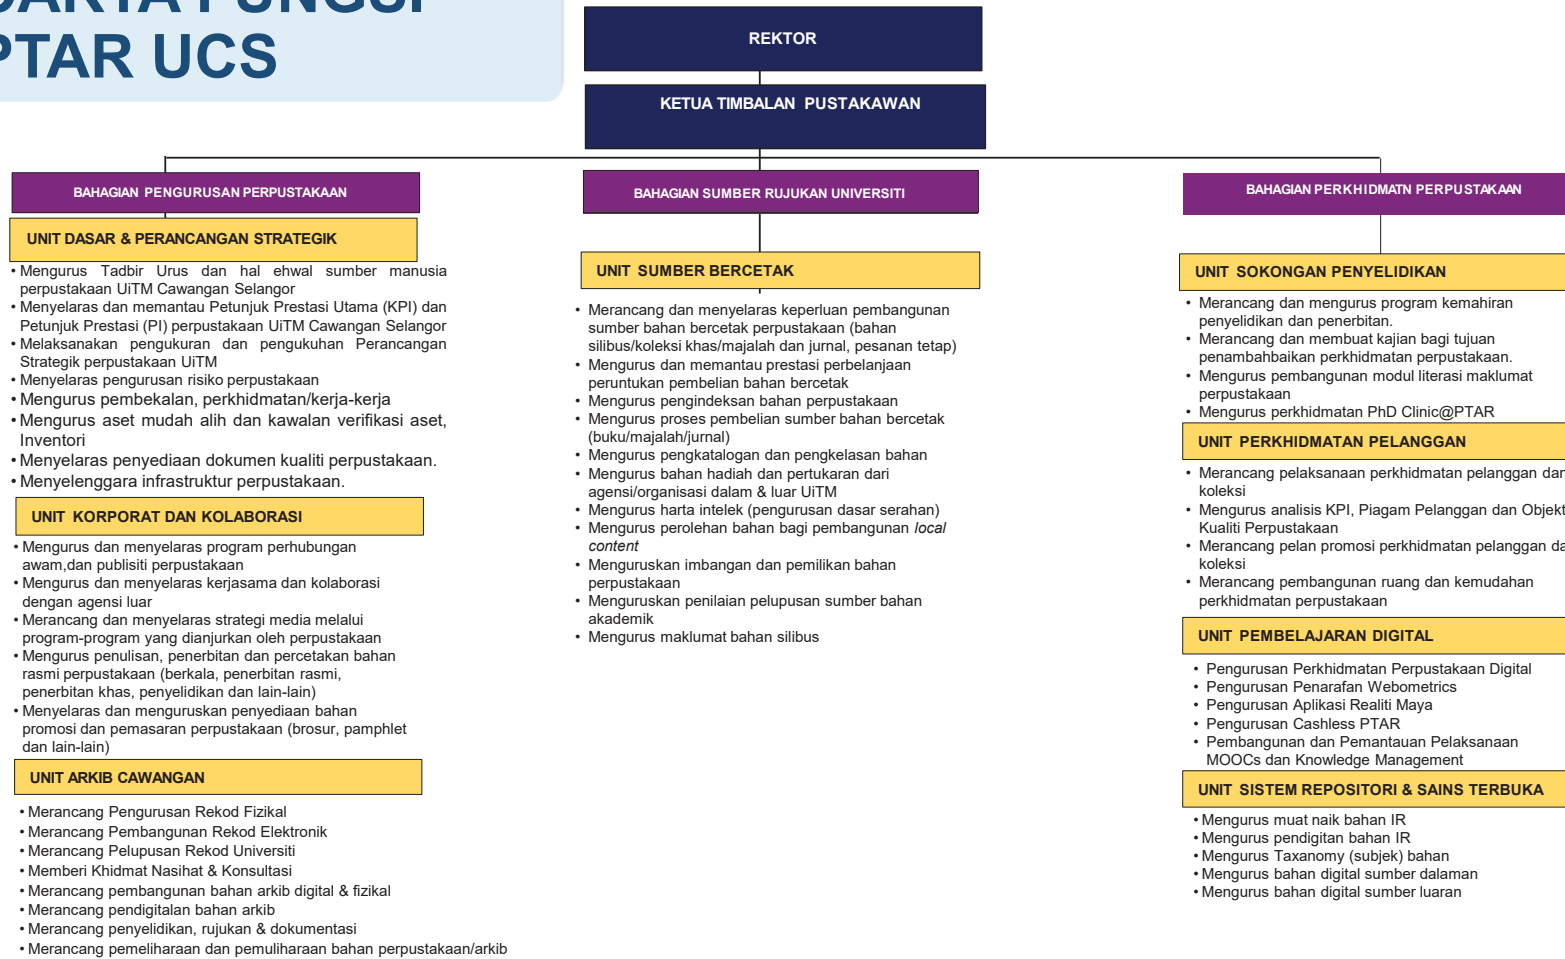 PTAR UCS
REKTOR
KETUA TIMBALAN PUSTAKAWAN
BAHAGIAN PENGURUSAN PERPUSTAKAAN
UNIT DASAR & PERANCANGAN STRATEGIK
• Mengurus Tadbir Urus dan hal ehwal sumber manusia
perpustakaan UiTM Cawangan Selangor
• Menyelaras dan memantau Petunjuk Prestasi Utama (KPI) dan
Petunjuk Prestasi (PI) perpustakaan UiTM Cawangan Selangor
• Melaksanakan pengukuran dan pengukuhan Perancangan
Strategik perpustakaan UiTM
• Menyelaras pengurusan risiko perpustakaan
• Mengurus pembekalan, perkhidmatan/kerja-kerja
• Mengurus aset mudah alih dan kawalan verifikasi aset,
Inventori
• Menyelaras penyediaan dokumen kualiti perpustakaan.
• Menyelenggara infrastruktur perpustakaan.
UNIT KORPORAT DAN KOLABORASI
• Mengurus dan menyelaras program perhubungan
awam,dan publisiti perpustakaan
• Mengurus dan menyelaras kerjasama dan kolaborasi
dengan agensi luar
• Merancang dan menyelaras strategi media melalui
program-program yang dianjurkan oleh perpustakaan
• Mengurus penulisan, penerbitan dan percetakan bahan
rasmi perpustakaan (berkala, penerbitan rasmi,
penerbitan khas, penyelidikan dan lain-lain)
• Menyelaras dan menguruskan penyediaan bahan
promosi dan pemasaran perpustakaan (brosur, pamphlet
dan lain-lain)
UNIT ARKIB CAWANGAN
• Merancang Pengurusan Rekod Fizikal
• Merancang Pembangunan Rekod Elektronik
• Merancang Pelupusan Rekod Universiti
• Memberi Khidmat Nasihat & Konsultasi
• Merancang pembangunan bahan arkib digital & fizikal
• Merancang pendigitalan bahan arkib
• Merancang penyelidikan, rujukan & dokumentasi
• Merancang pemeliharaan dan pemuliharaan bahan perpustakaan/arkib
BAHAGIAN SUMBER RUJUKAN UNIVERSITI
UNIT SUMBER BERCETAK
• Merancang dan menyelaras keperluan pembangunan
sumber bahan bercetak perpustakaan (bahan
silibus/koleksi khas/majalah dan jurnal, pesanan tetap)
• Mengurus dan memantau prestasi perbelanjaan
peruntukan pembelian bahan bercetak
• Mengurus pengindeksan bahan perpustakaan
• Mengurus proses pembelian sumber bahan bercetak
(buku/majalah/jurnal)
• Mengurus pengkatalogan dan pengkelasan bahan
• Mengurus bahan hadiah dan pertukaran dari
agensi/organisasi dalam & luar UiTM
• Mengurus harta intelek (pengurusan dasar serahan)
• Mengurus perolehan bahan bagi pembangunan local
content
• Menguruskan imbangan dan pemilikan bahan
perpustakaan
• Menguruskan penilaian pelupusan sumber bahan
akademik
• Mengurus maklumat bahan silibus
BAHAGIAN PERKHIDMATN PERPUSTAKAAN
UNIT SOKONGAN PENYELIDIKAN
• Merancang dan mengurus program kemahiran
penyelidikan dan penerbitan.
• Merancang dan membuat kajian bagi tujuan
penambahbaikan perkhidmatan perpustakaan.
• Mengurus pembangunan modul literasi maklumat
perpustakaan
• Mengurus perkhidmatan PhD Clinic@PTAR
UNIT PERKHIDMATAN PELANGGAN
• Merancang pelaksanaan perkhidmatan pelanggan dan
koleksi
• Mengurus analisis KPI, Piagam Pelanggan dan Objekt
Kualiti Perpustakaan
• Merancang pelan promosi perkhidmatan pelanggan da
koleksi
• Merancang pembangunan ruang dan kemudahan
perkhidmatan perpustakaan
UNIT PEMBELAJARAN DIGITAL
• Pengurusan Perkhidmatan Perpustakaan Digital
• Pengurusan Penarafan Webometrics
• Pengurusan Aplikasi Realiti Maya
• Pengurusan Cashless PTAR
• Pembangunan dan Pemantauan Pelaksanaan
MOOCs dan Knowledge Management
UNIT SISTEM REPOSITORI & SAINS TERBUKA
• Mengurus muat naik bahan IR
• Mengurus pendigitan bahan IR
• Mengurus Taxanomy (subjek) bahan
• Mengurus bahan digital sumber dalaman
• Mengurus bahan digital sumber luaran